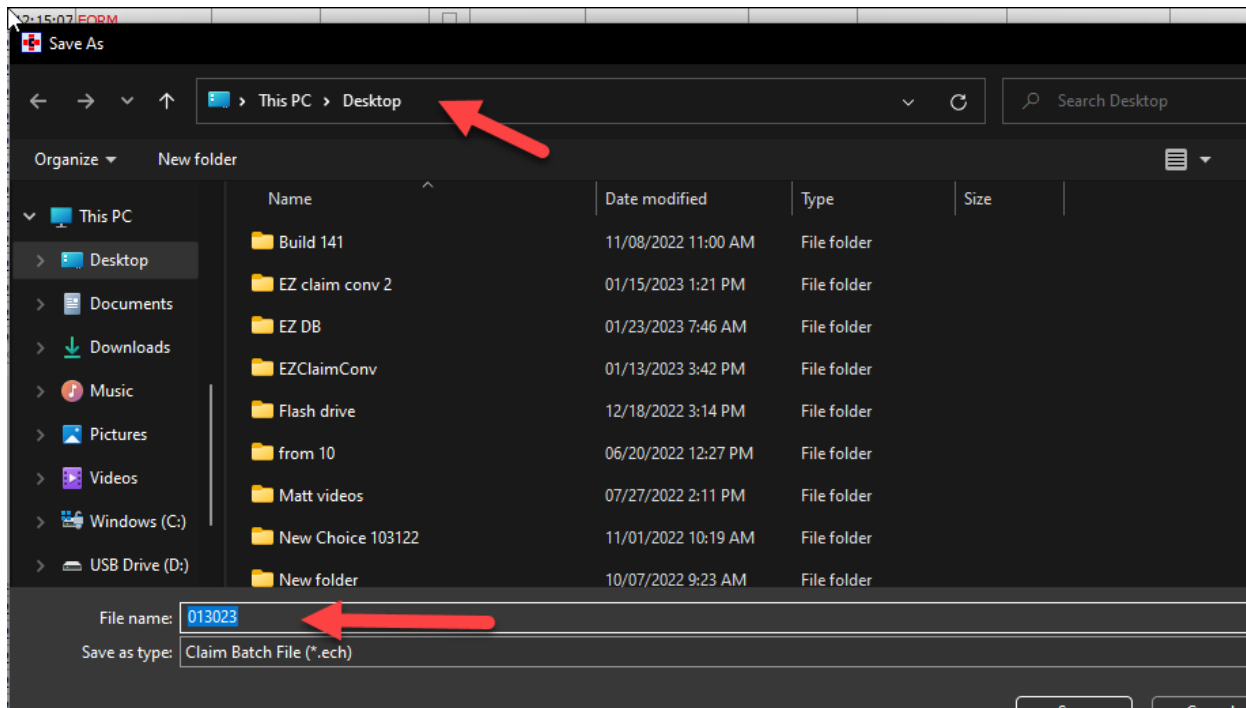 12:15:07 FORM
Save As
This PC > Desktop
Search Desktop
Organize New folder
Name Date modified Type Size
This PC
Desktop
Documents
Downloads
Music
Pictures
Videos
Windows (C:)
USB Drive (D:)
Build 141 11/08/2022 11:00 AM File folder
EZ claim conv 2 01/15/2023 1:21 PM File folder
EZ DB 01/23/2023 7:46 AM File folder
EZClaimConv 01/13/2023 3:42 PM File folder
Flash drive 12/18/2022 3:14 PM File folder
from 10 06/20/2022 12:27 PM File folder
Matt videos 07/27/2022 2:11 PM File folder
New Choice 103122 11/01/2022 10:19 AM File folder
New folder 10/07/2022 9:23 AM File folder
File name: 013023
Save as type: Claim Batch File (*.ech)